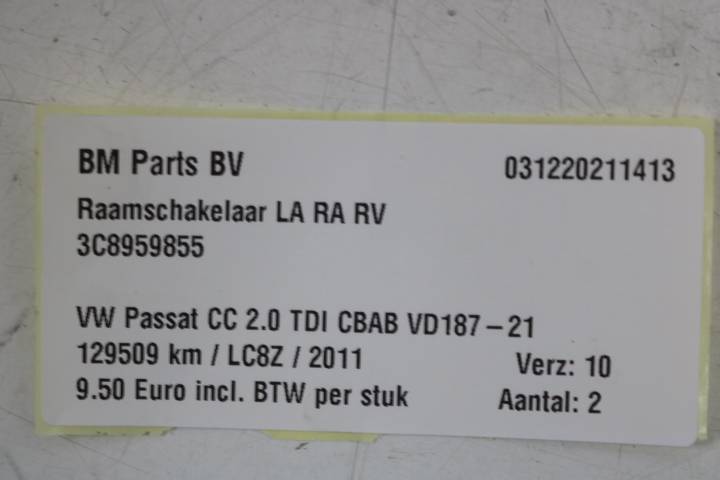 BM Parts BV 031220211413
Raamschakelaar LA RA RV
3C8959855
VW Passat CC 2.0 TDI CBAB VD187-21
129509 km / LC8Z / 2011 Verz: 10
9.50 Euro incl. BTW per stuk Aantal: 2